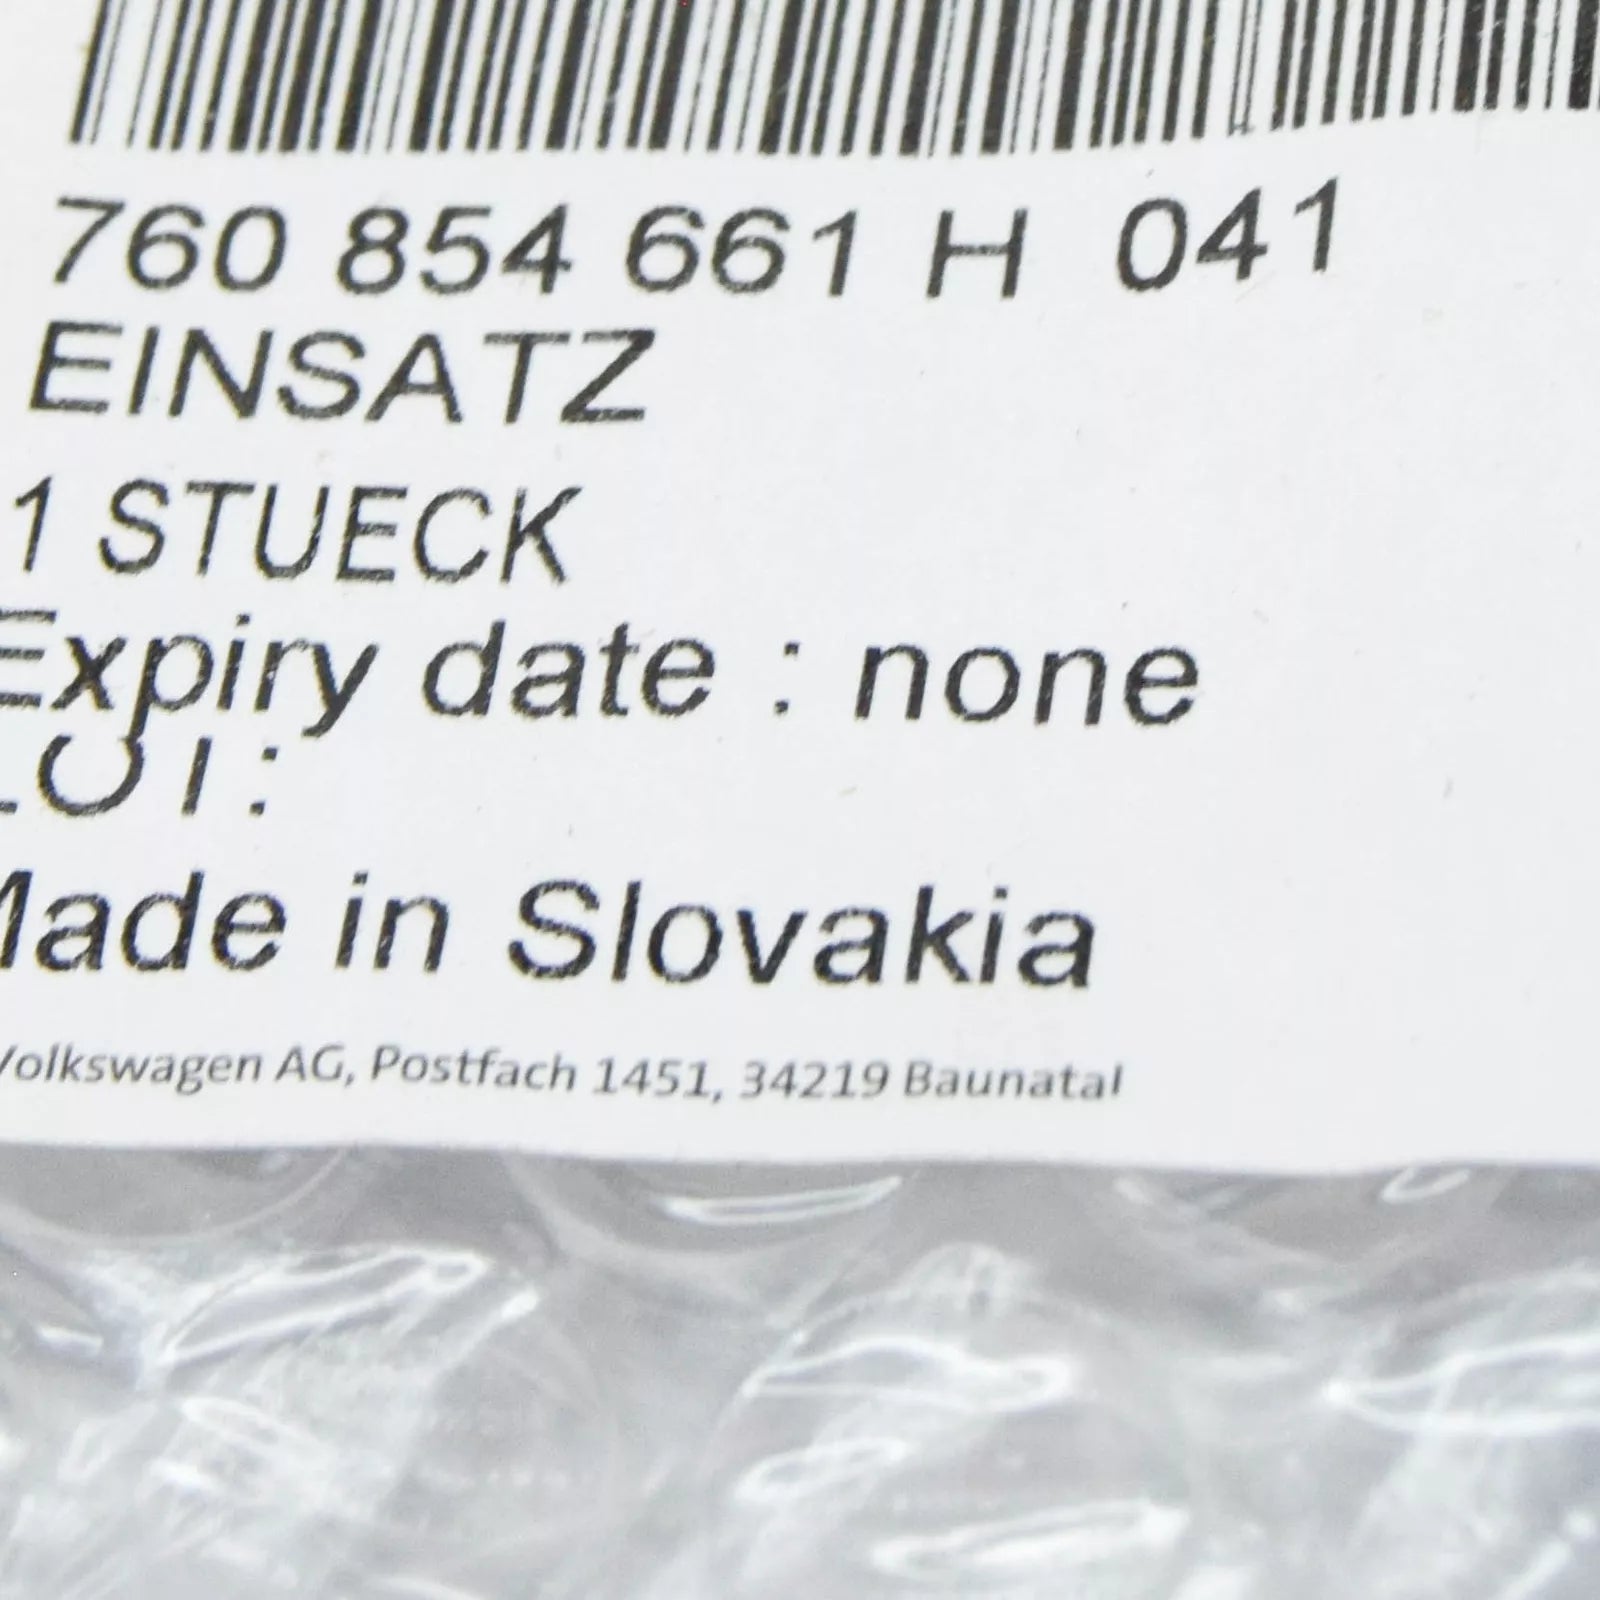 760 854 661 H 041
EINSATZ
1 STUECK
Expiry date : none
LOT:
Made in Slovakia
Volkswagen AG, Postfach 1451, 34219 Baunatal